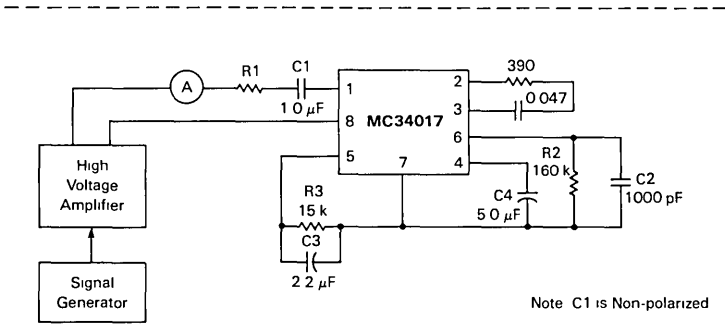 A
R1
C1
1 0 μF
1
8
5
7
2
3
6
4
MC34017
390
0 047
R2
160 k
C2
1000 pF
C4
5 0 μF
R3
15 k
C3
2 2 μF
High
Voltage
Amplifier
Signal
Generator
Note C1 is Non-polarized